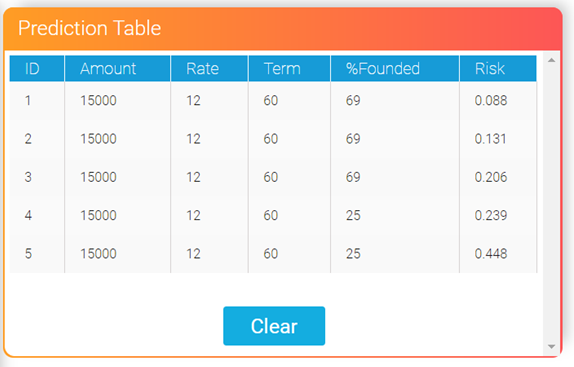 Prediction Table
ID Amount Rate Term %Founded Risk
1 15000 12 60 69 0.088
2 15000 12 60 69 0.131
3 15000 12 60 69 0.206
4 15000 12 60 25 0.239
5 15000 12 60 25 0.448
Clear